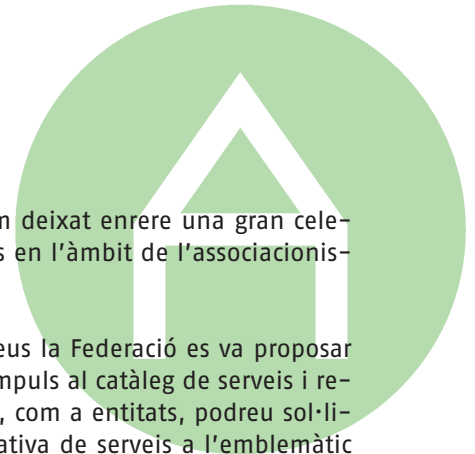 m deixat enrere una gran cele-
s en l'àmbit de l'associacionis-
eus la Federació es va proposar
mpuls al catàleg de serveis i re-
, com a entitats, podreu sol·li-
ativa de serveis a l'emblemàtic